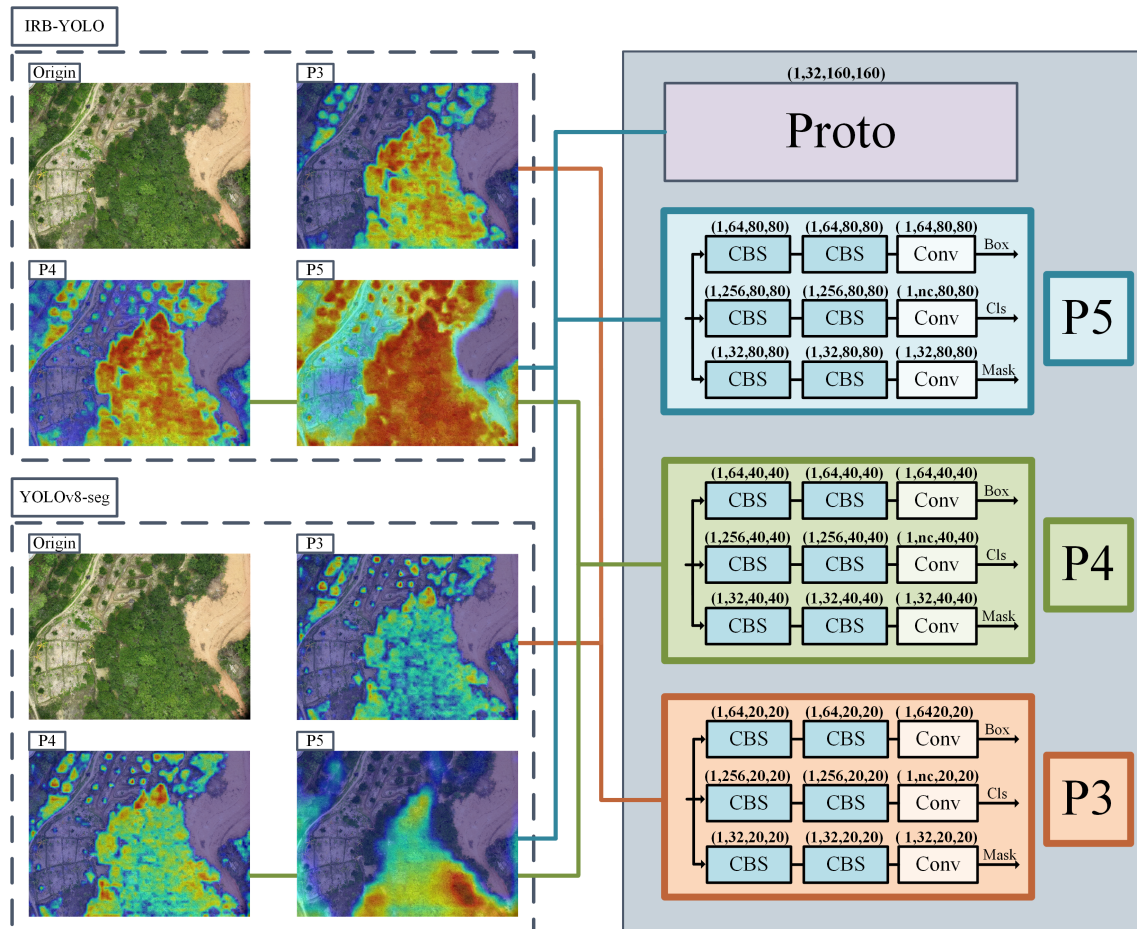 IRB-YOLO
Origin
P3
P4
P5
YOLOv8-seg
Origin
P3
P4
P5
(1,32,160,160)
Proto
(1,64,80,80) (1,64,80,80) ( 1,64,80,80)
CBS CBS Conv Box
(1,256,80,80) (1,256,80,80) ( 1,nc,80,80)
CBS CBS Conv Cls
(1,32,80,80) (1,32,80,80) (1,32,80,80)
CBS CBS Conv Mask
P5
(1,64,40,40) (1,64,40,40) ( 1,64,40,40)
CBS CBS Conv Box
(1,256,40,40) (1,256,40,40) ( 1,nc,40,40)
CBS CBS Conv Cls
(1,32,40,40) (1,32,40,40) (1,32,40,40)
CBS CBS Conv Mask
P4
(1,64,20,20) (1,64,20,20) ( 1,6420,20)
CBS CBS Conv Box
(1,256,20,20) (1,256,20,20) ( 1,nc,20,20)
CBS CBS Conv Cls
(1,32,20,20) (1,32,20,20) (1,32,20,20)
CBS CBS Conv Mask
P3